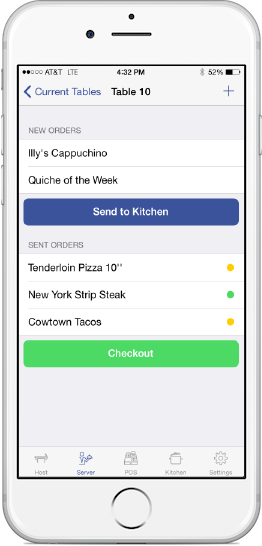 AT&T LTE 4:32 PM 52%
Current Tables Table 10 +
NEW ORDERS
Illy's Cappuchino
Quiche of the Week
Send to Kitchen
SENT ORDERS
Tenderloin Pizza 10"
New York Strip Steak
Cowtown Tacos
Checkout
Host Server POS Kitchen Settings